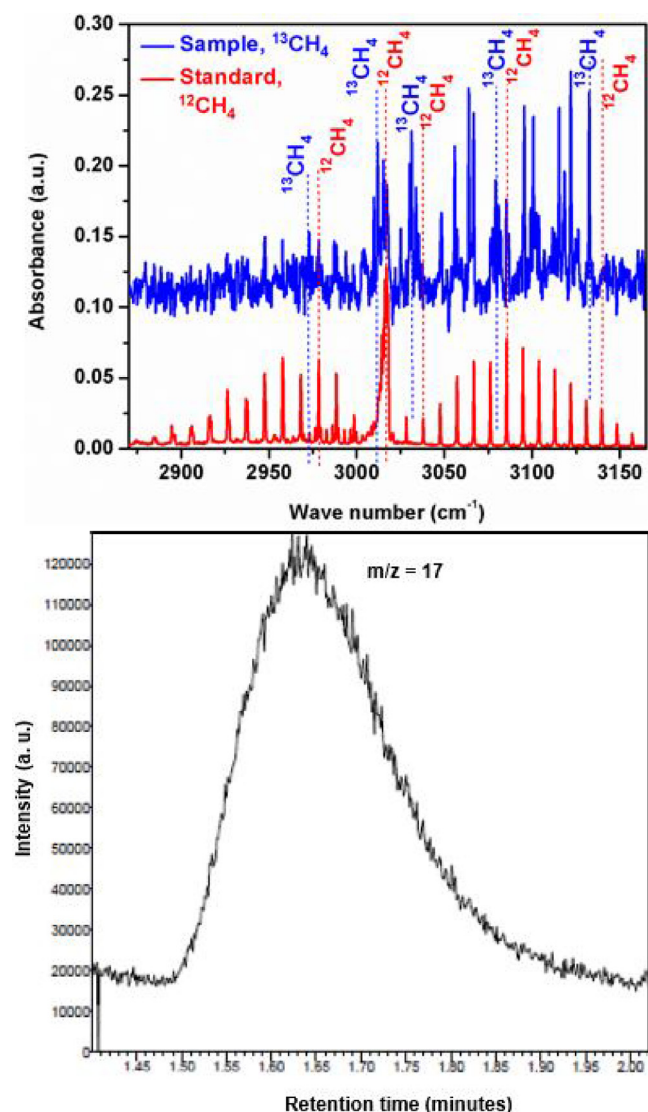 0.30
Sample, ¹³CH₄
Standard,
¹²CH₄
¹³CH₄
¹²CH₄
¹³CH₄
¹²CH₄
¹³CH₄
¹²CH₄
¹³CH₄
¹²CH₄
¹³CH₄
¹²CH₄
0.25
0.20
0.15
0.10
0.05
0.00
Absorbance (a.u.)
2900 2950 3000 3050 3100 3150
Wave number (cm⁻¹)
m/z = 17
120000
110000
100000
90000
80000
70000
60000
50000
40000
30000
20000
10000
0
Intensity (a. u.)
1.45 1.50 1.55 1.60 1.65 1.70 1.75 1.80 1.85 1.90 1.95 2.00
Retention time (minutes)